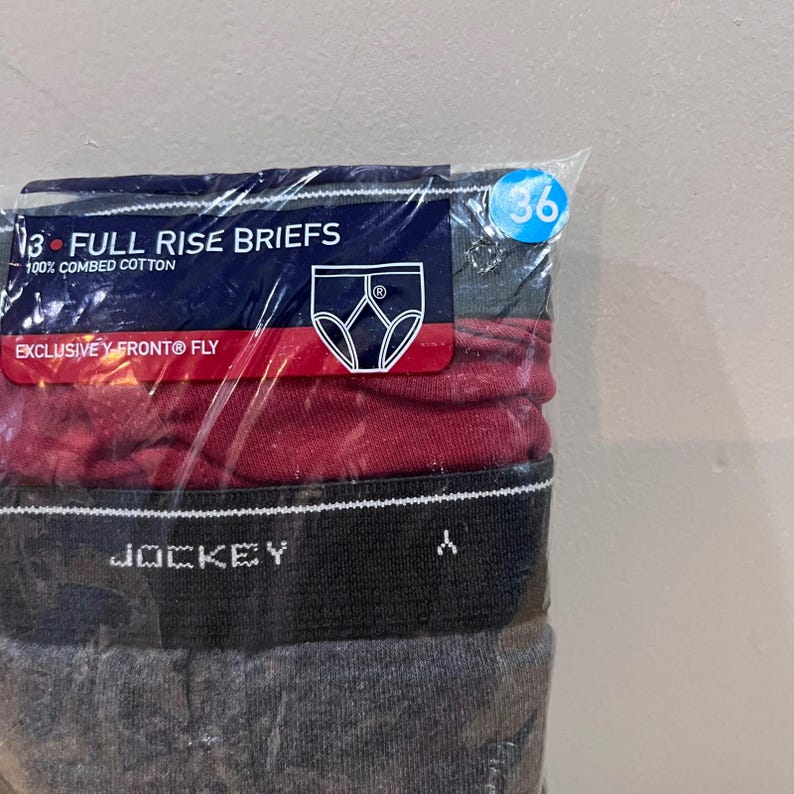 36
3 • FULL RISE BRIEFS
100% COMBED COTTON
®
EXCLUSIVE Y-FRONT® FLY
JOCKEY